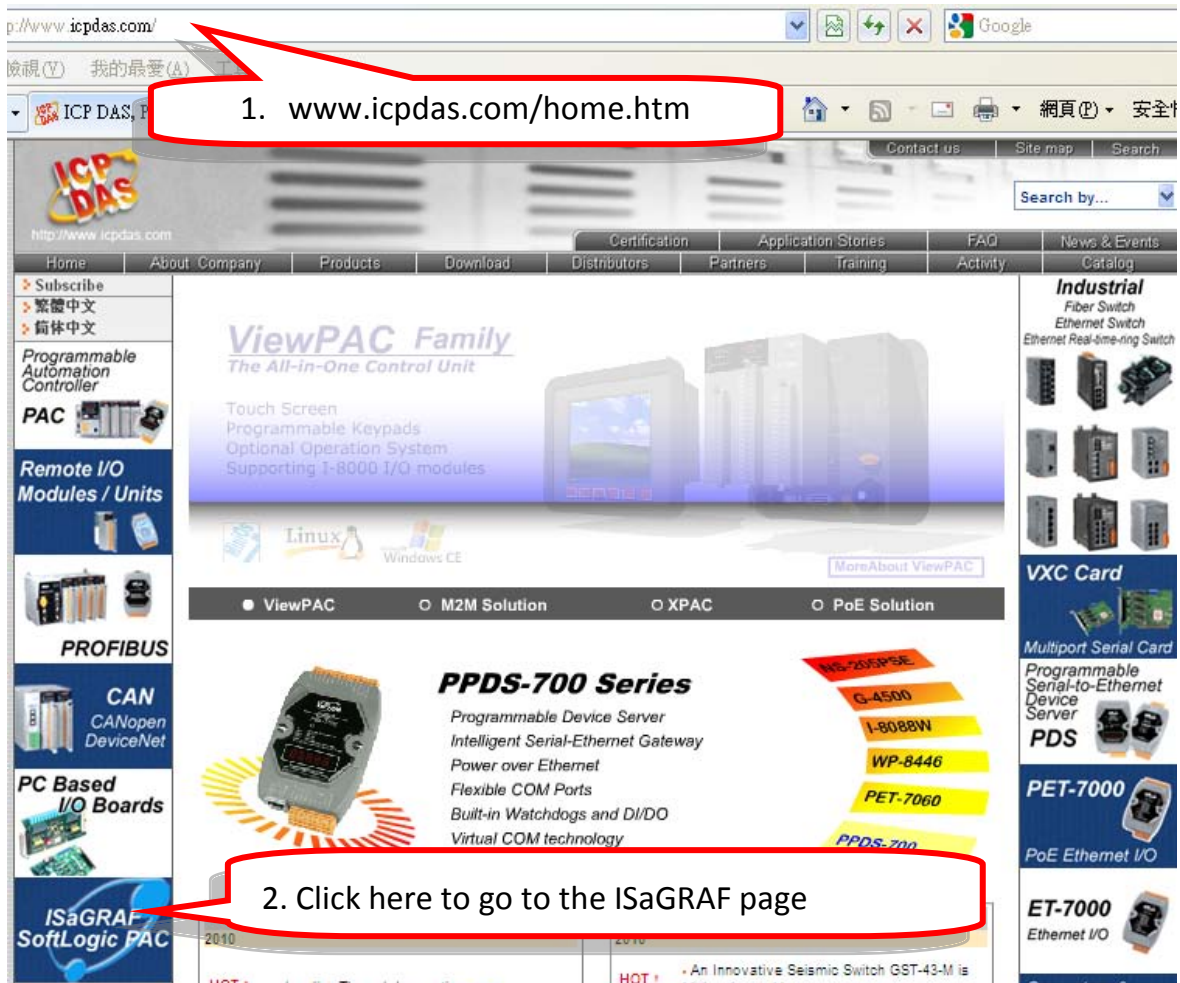 p://www.icpdas.com/
Google
檢視(V) 我的最愛(A)
1. www.icpdas.com/home.htm
ICP DAS, P
網頁(P)
安全
Contact us | Site map | Search
ICP DAS
Search by...
http://www.icpdas.com
Certification | Application Stories | FAQ | News & Events
Home | About Company | Products | Download | Distributors | Partners | Training | Activity | Catalog
Subscribe
繁體中文
简体中文
Programmable
Automation
Controller
PAC
Remote I/O
Modules / Units
PROFIBUS
CAN
CANopen
DeviceNet
PC Based
I/O Boards
ISaGRAF
SoftLogic PAC
ViewPAC Family
The All-in-One Control Unit
Touch Screen
Programmable Keypads
Optional Operation System
Supporting I-8000 I/O modules
Linux
Windows CE
MoreAbout ViewPAC
ViewPAC
M2M Solution
XPAC
PoE Solution
PPDS-700 Series
Programmable Device Server
Intelligent Serial-Ethernet Gateway
Power over Ethernet
Flexible COM Ports
Built-in Watchdogs and DI/DO
Virtual COM technology
NS-205PSE
G-4500
I-8088W
WP-8446
PET-7060
PPDS-700
2. Click here to go to the ISaGRAF page
2010
2010
HOT !
HOT !
An Innovative Seismic Switch GST-43-M is
Industrial
Fiber Switch
Ethernet Switch
Ethernet Real-time-ring Switch
VXC Card
Multiport Serial Card
Programmable
Serial-to-Ethernet
Device
Server
PDS
PET-7000
PoE Ethernet I/O
ET-7000
Ethernet I/O